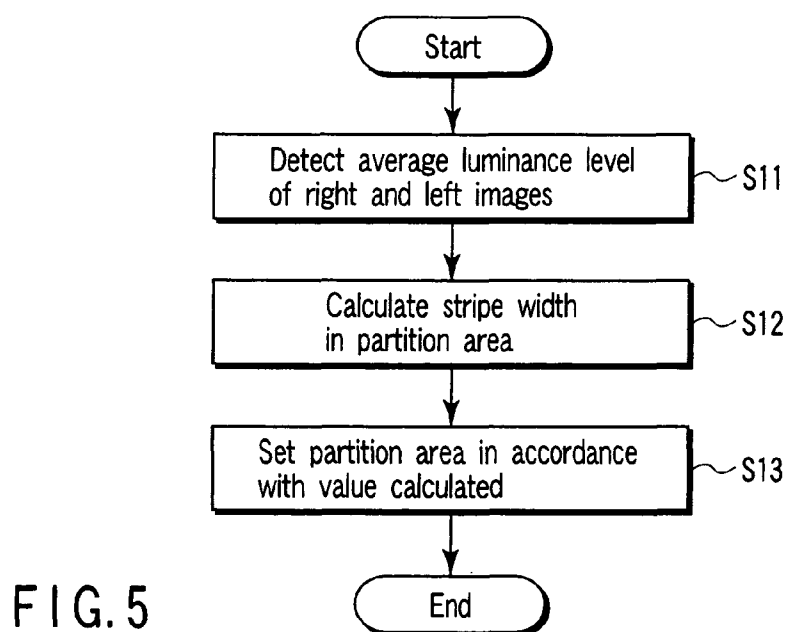 Start
Detect average luminance level
of right and left images
S11
Calculate stripe width
in partition area
S12
Set partition area in accordance
with value calculated
S13
End
FIG. 5